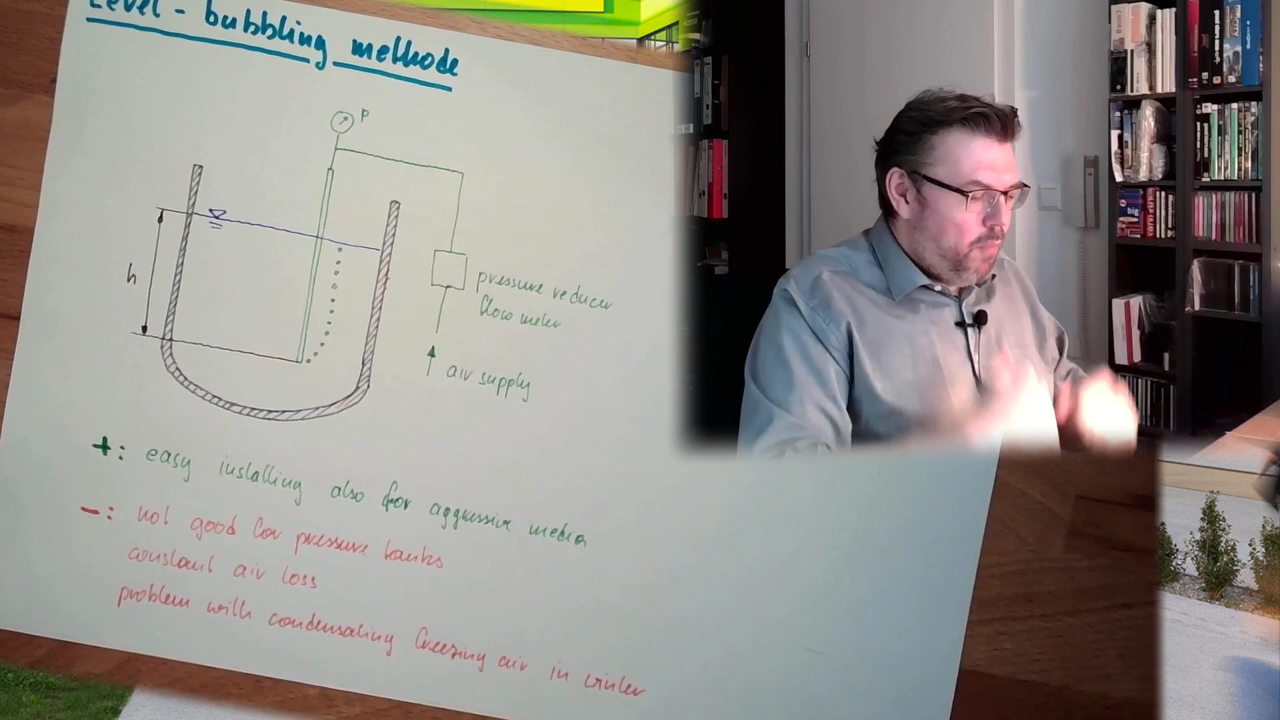 Level - bubbling methode
P
h
pressure reducer
flow meter
air supply
+: easy installing also for aggressive media
-: not good for pressure tanks
constant air loss
problem with condensating freezing air in winter
big